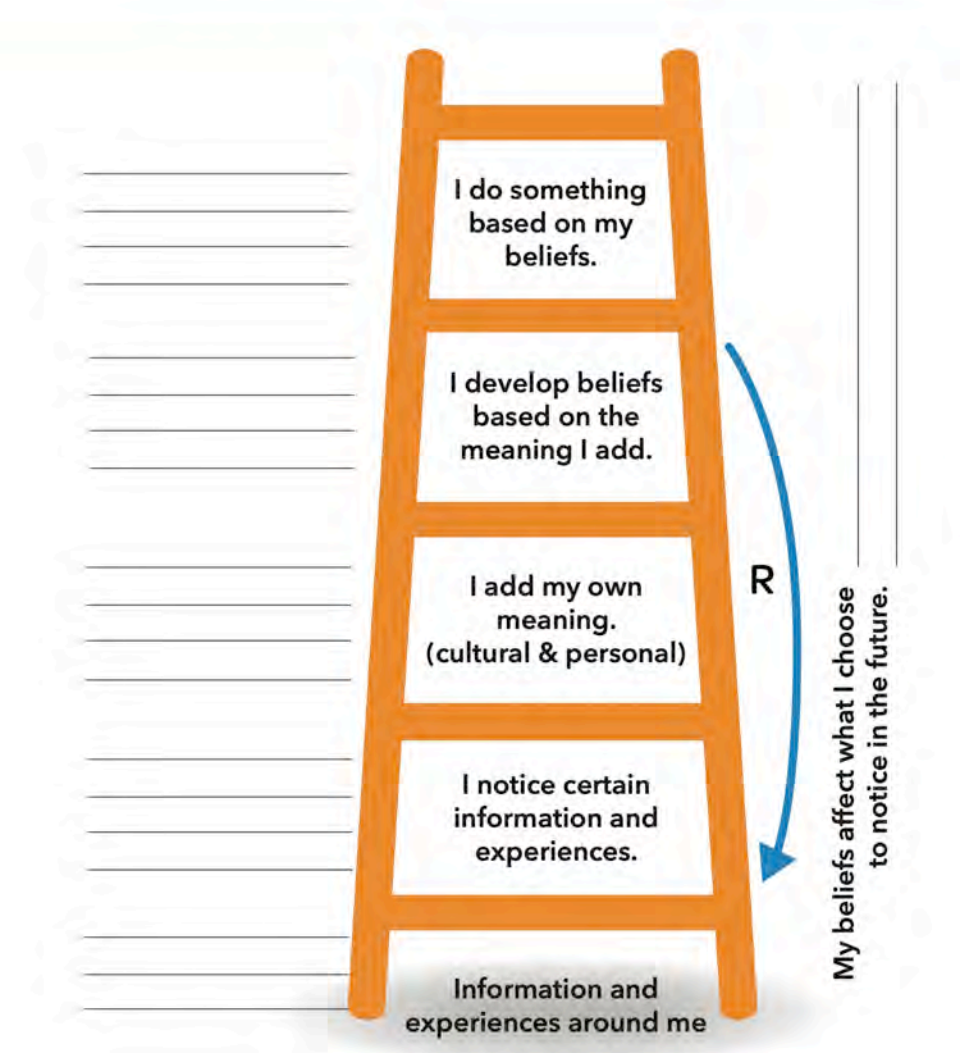 I do something
based on my
beliefs.
I develop beliefs
based on the
meaning I add.
I add my own
meaning.
(cultural & personal)
R
I notice certain
information and
experiences.
My beliefs affect what I choose
to notice in the future.
Information and
experiences around me